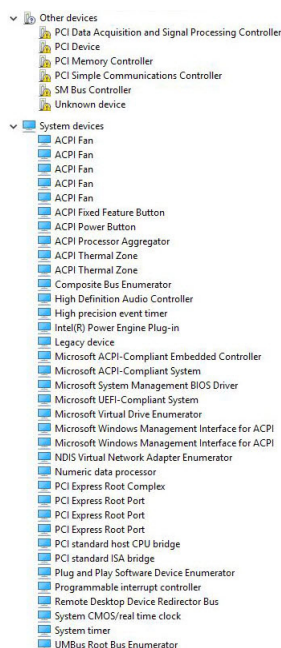 Other devices
PCI Data Acquisition and Signal Processing Controller
PCI Device
PCI Memory Controller
PCI Simple Communications Controller
SM Bus Controller
Unknown device
System devices
ACPI Fan
ACPI Fan
ACPI Fan
ACPI Fan
ACPI Fan
ACPI Fixed Feature Button
ACPI Power Button
ACPI Processor Aggregator
ACPI Thermal Zone
ACPI Thermal Zone
Composite Bus Enumerator
High Definition Audio Controller
High precision event timer
Intel(R) Power Engine Plug-in
Legacy device
Microsoft ACPI-Compliant Embedded Controller
Microsoft ACPI-Compliant System
Microsoft System Management BIOS Driver
Microsoft UEFI-Compliant System
Microsoft Virtual Drive Enumerator
Microsoft Windows Management Interface for ACPI
Microsoft Windows Management Interface for ACPI
NDIS Virtual Network Adapter Enumerator
Numeric data processor
PCI Express Root Complex
PCI Express Root Port
PCI Express Root Port
PCI Express Root Port
PCI standard host CPU bridge
PCI standard ISA bridge
Plug and Play Software Device Enumerator
Programmable interrupt controller
Remote Desktop Device Redirector Bus
System CMOS/real time clock
System timer
UMBus Root Bus Enumerator